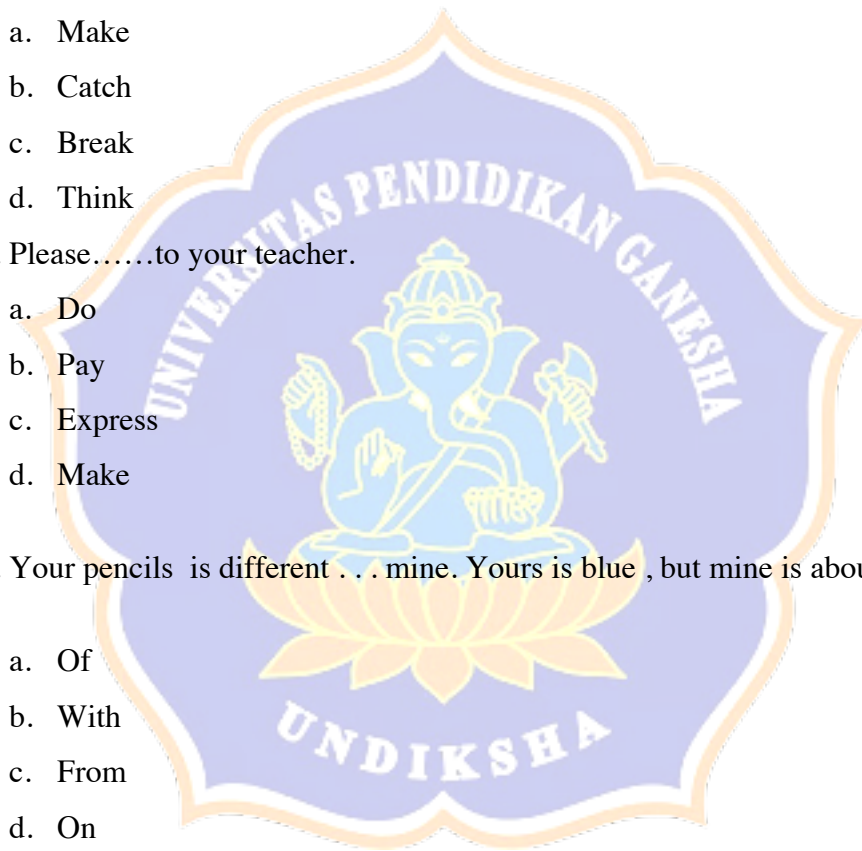 a. Make
b. Catch
c. Break
d. Think
Please......to your teacher.
a. Do
b. Pay
c. Express
d. Make
Your pencils is different . . . mine. Yours is blue , but mine is abou
a. Of
b. With
c. From
d. On
UNIVERSITAS PENDIDIKAN GANESHA
UNDIKSHA